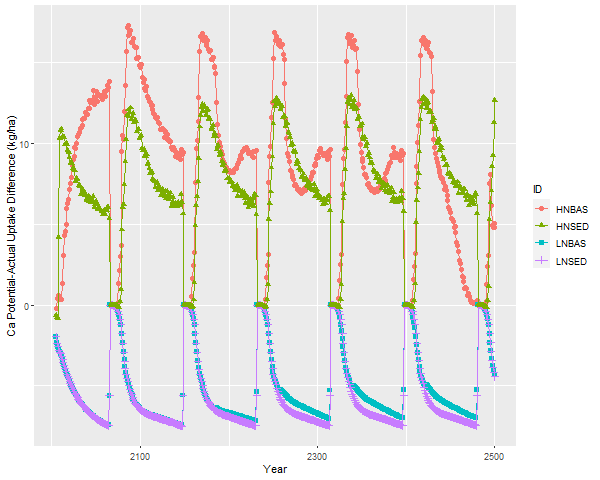 Ca Potential-Actual Uptake Difference (kg/ha)
10
0
2100
2300
2500
Year
ID
HNBAS
HNSED
LNBAS
LNSED